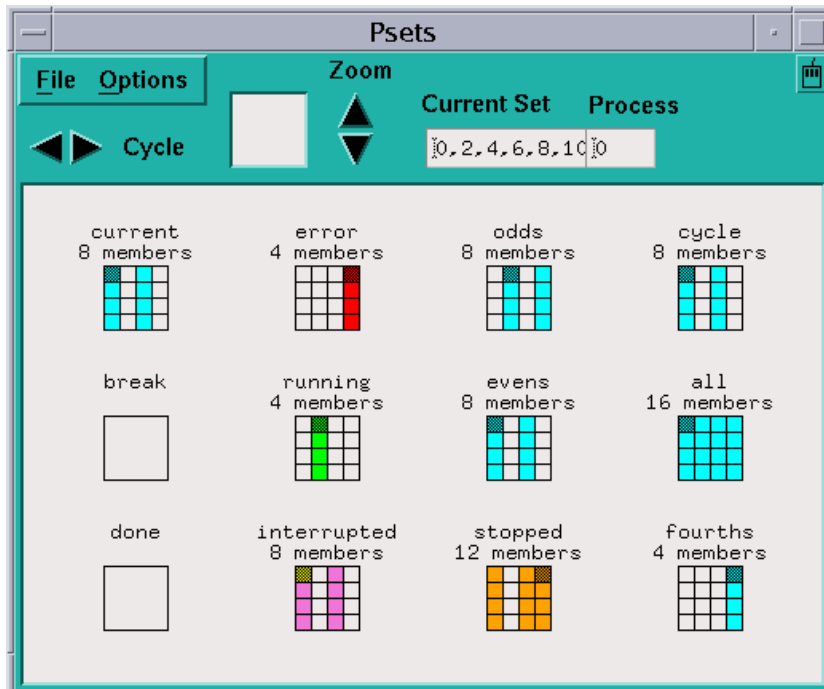 Psets
File Options
Zoom
Cycle
Current Set
Process
0,2,4,6,8,10
0
current
8 members
error
4 members
odds
8 members
cycle
8 members
break
running
4 members
evens
8 members
all
16 members
done
interrupted
8 members
stopped
12 members
fourths
4 members